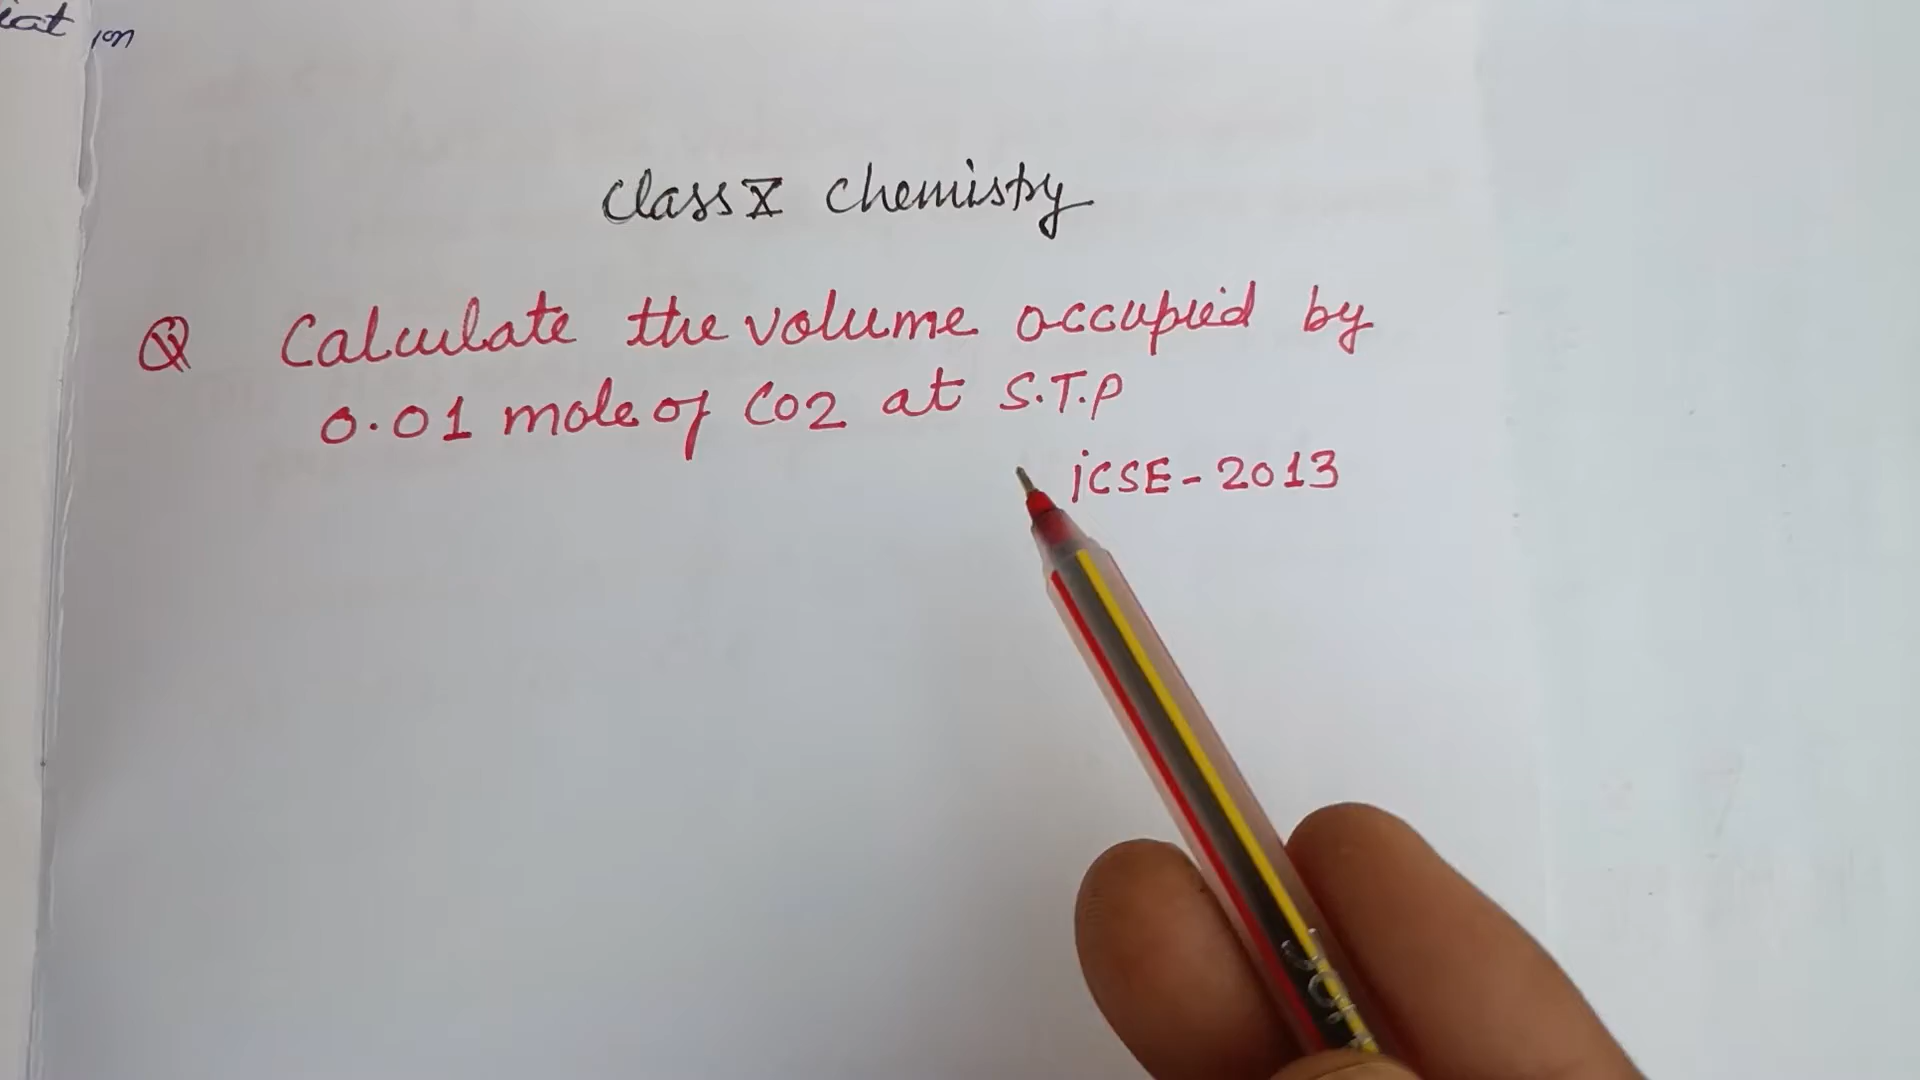 Class X Chemistry
Q Calculate the volume occupied by
0.01 mole of CO2 at S.T.P
iCSE-2013